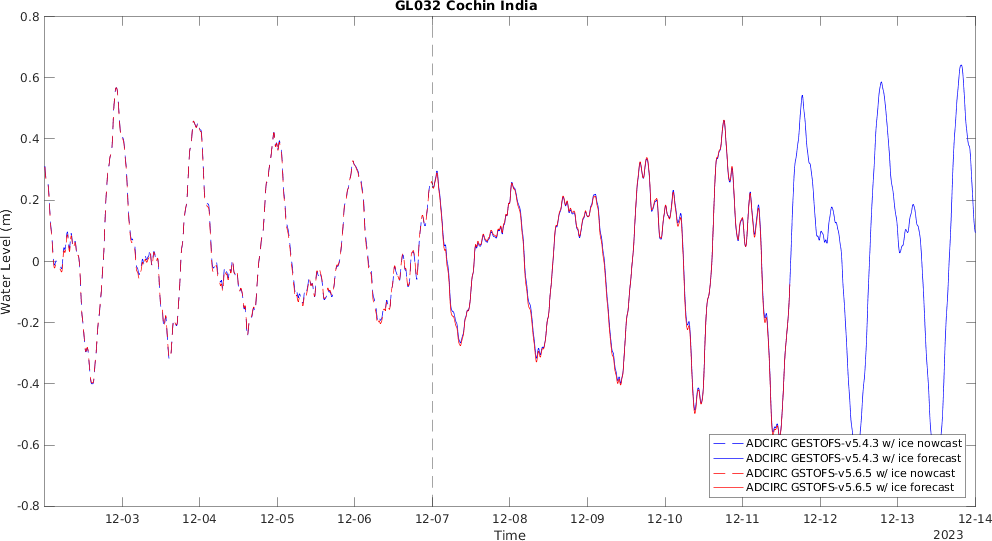 GL032 Cochin India
0.8
0.6
0.4
0.2
0
-0.2
-0.4
-0.6
-0.8
Water Level (m)
ADCIRC GESTOFS-v5.4.3 w/ ice nowcast
ADCIRC GESTOFS-v5.4.3 w/ ice forecast
ADCIRC GSTOFS-v5.6.5 w/ ice nowcast
ADCIRC GSTOFS-v5.6.5 w/ ice forecast
12-03 12-04 12-05 12-06 12-07 12-08 12-09 12-10 12-11 12-12 12-13 12-14
Time
2023